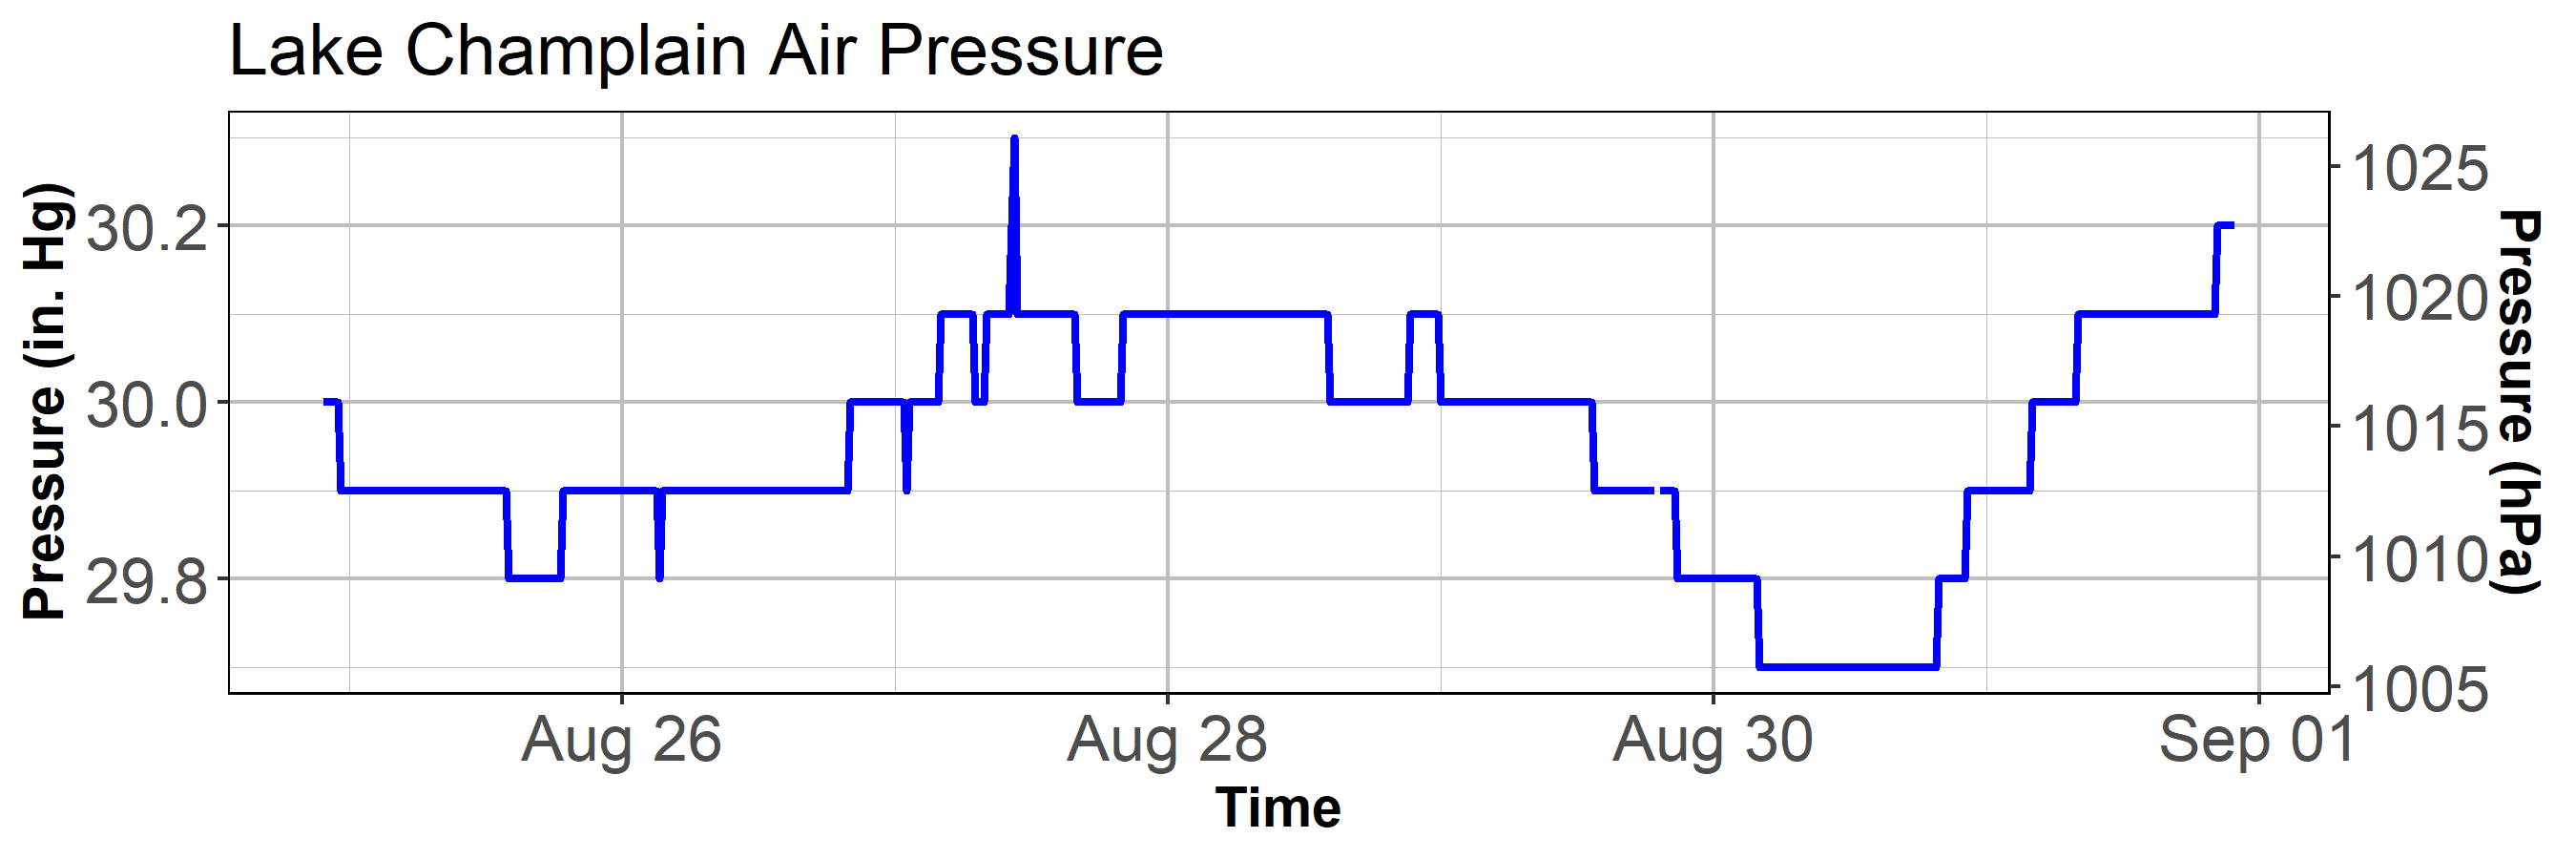 Lake Champlain Air Pressure
Pressure (in. Hg)
30.2
30.0
29.8
1025
1020
1015
1010
1005
Pressure (hPa)
Aug 26
Aug 28
Aug 30
Sep 01
Time